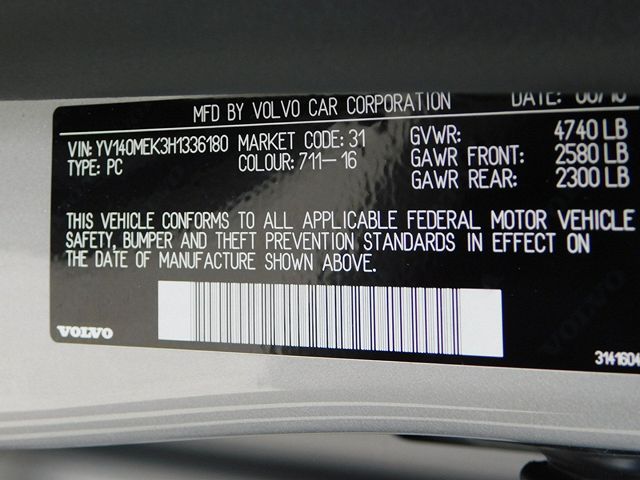 MFD BY VOLVO CAR CORPORATION DATE:
VIN: YV140MEK3H1336180 MARKET CODE: 31 GVWR: 4740 LB
TYPE: PC COLOUR: 711-16 GAWR FRONT: 2580 LB
GAWR REAR: 2300 LB
THIS VEHICLE CONFORMS TO ALL APPLICABLE FEDERAL MOTOR VEHICLE
SAFETY, BUMPER AND THEFT PREVENTION STANDARDS IN EFFECT ON
THE DATE OF MANUFACTURE SHOWN ABOVE.
VOLVO
3141604